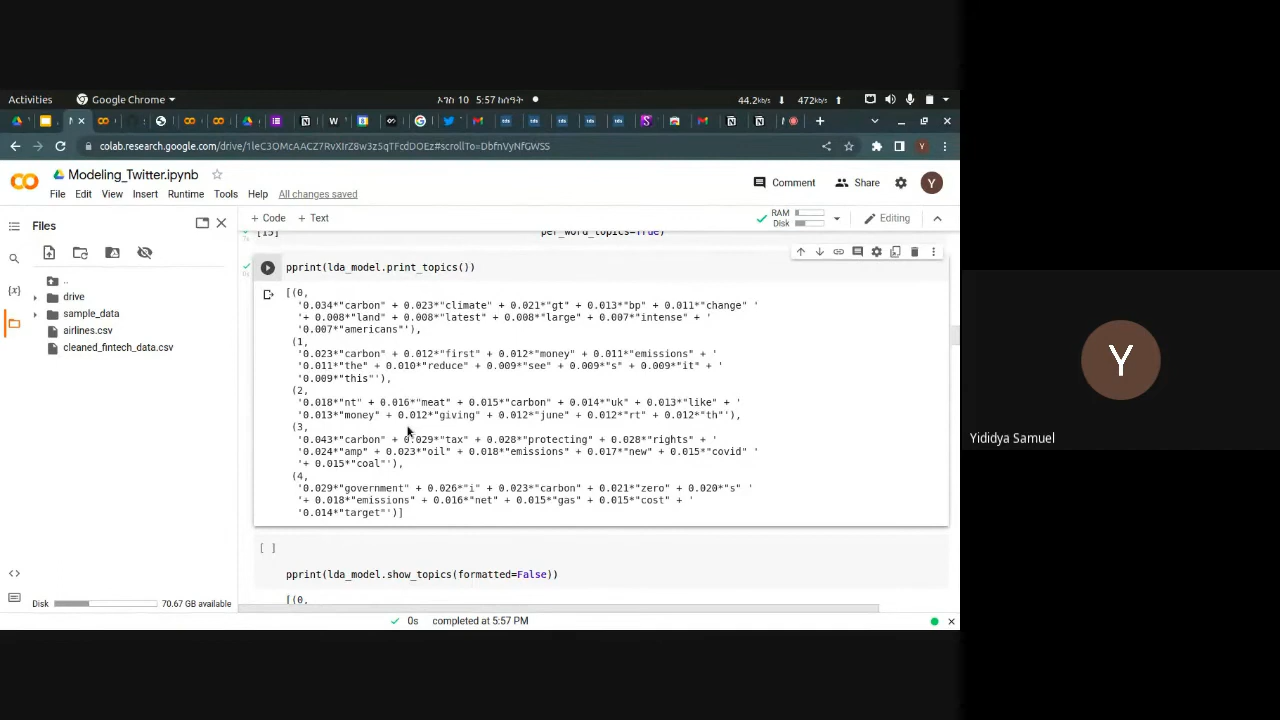 Activities
Google Chrome
ኦገስ 10 5:57 ከሰዓት
44.2kb/s
472kb/s
colab.research.google.com/drive/1leC3OMcAACZ7RvXIrZ8w3z5qTFcdDOEz#scrollTo=DbfnVyNfGWSS
Modeling_Twitter.ipynb
Comment
Share
Y
File Edit View Insert Runtime Tools Help All changes saved
Files
+ Code + Text
RAM
Disk
Editing
[15] per_word_topics=True)
..
drive
sample_data
airlines.csv
cleaned_fintech_data.csv
pprint(lda_model.print_topics())
[(0,
'0.034*"carbon" + 0.023*"climate" + 0.021*"gt" + 0.013*"bp" + 0.011*"change" '
'+ 0.008*"land" + 0.008*"latest" + 0.008*"large" + 0.007*"intense" + '
'0.007*"americans"'),
(1,
'0.023*"carbon" + 0.012*"first" + 0.012*"money" + 0.011*"emissions" + '
'0.011*"the" + 0.010*"reduce" + 0.009*"see" + 0.009*"s" + 0.009*"it" + '
'0.009*"this"'),
(2,
'0.018*"nt" + 0.016*"meat" + 0.015*"carbon" + 0.014*"uk" + 0.013*"like" + '
'0.013*"money" + 0.012*"giving" + 0.012*"june" + 0.012*"rt" + 0.012*"th"'),
(3,
'0.043*"carbon" + 0.029*"tax" + 0.028*"protecting" + 0.028*"rights" + '
'0.024*"amp" + 0.023*"oil" + 0.018*"emissions" + 0.017*"new" + 0.015*"covid" '
'+ 0.015*"coal"'),
(4,
'0.029*"government" + 0.026*"i" + 0.023*"carbon" + 0.021*"zero" + 0.020*"s" '
'+ 0.018*"emissions" + 0.016*"net" + 0.015*"gas" + 0.015*"cost" + '
'0.014*"target"')]
[ ]
pprint(lda_model.show_topics(formatted=False))
[(0,
Disk
70.67 GB available
0s completed at 5:57 PM
Y
Yididya Samuel